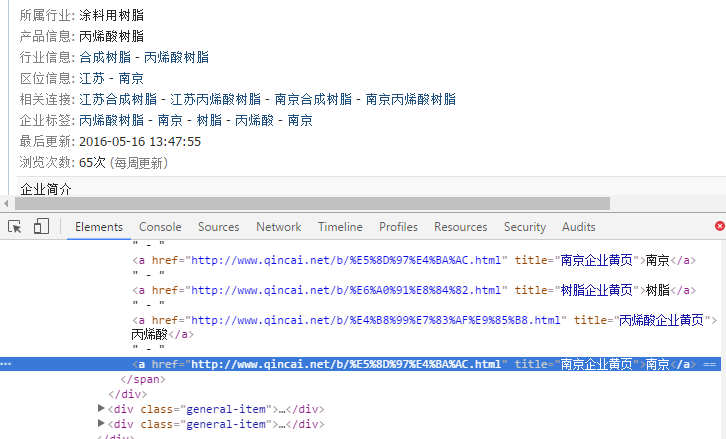 所属行业: 涂料用树脂
产品信息: 丙烯酸树脂
行业信息: 合成树脂 - 丙烯酸树脂
区位信息: 江苏 - 南京
相关连接: 江苏合成树脂 - 江苏丙烯酸树脂 - 南京合成树脂 - 南京丙烯酸树脂
企业标签: 丙烯酸树脂 - 南京 - 树脂 - 丙烯酸 - 南京
最后更新: 2016-05-16 13:47:55
浏览次数: 65次 (每周更新)
企业简介
Elements Console Sources Network Timeline Profiles Resources Security Audits
" - "
<a href="http://www.qincai.net/b/%E5%8D%97%E4%BA%AC.html" title="南京企业黄页">南京</a>
" - "
<a href="http://www.qincai.net/b/%E6%A0%91%E8%84%82.html" title="树脂企业黄页">树脂</a>
" - "
<a href="http://www.qincai.net/b/%E4%B8%99%E7%83%AF%E9%85%B8.html" title="丙烯酸企业黄页">
丙烯酸</a>
" - "
<a href="http://www.qincai.net/b/%E5%8D%97%E4%BA%AC.html" title="南京企业黄页">南京</a> ==
</span>
</div>
<div class="general-item">…</div>
<div class="general-item">…</div>
</div>